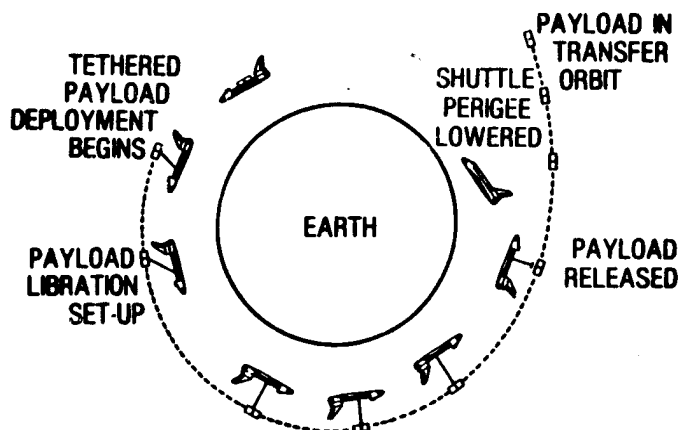 TETHERED
PAYLOAD
DEPLOYMENT
BEGINS
PAYLOAD IN
TRANSFER
ORBIT
SHUTTLE
PERIGEE
LOWERED
EARTH
PAYLOAD
LIBRATION
SET-UP
PAYLOAD
RELEASED